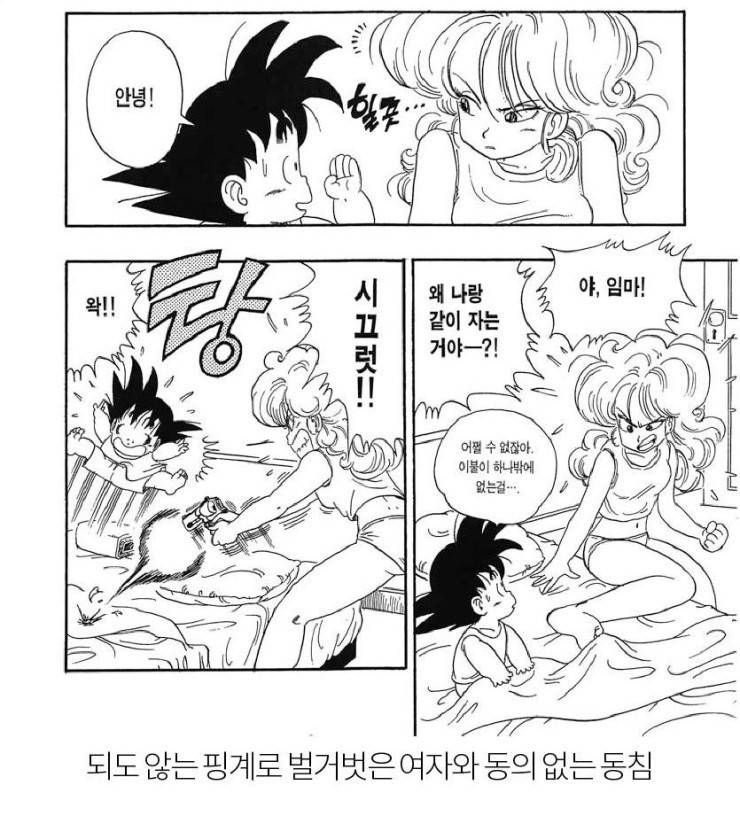 힐끗…
안녕!
야, 임마!
왜 나랑
같이 자는
거야―?!
어쩔 수 없잖아.
이불이 하나밖에
없는걸….
시끄럿!!
탕
왁!!
되도 않는 핑계로 벌거벗은 여자와 동의 없는 동침